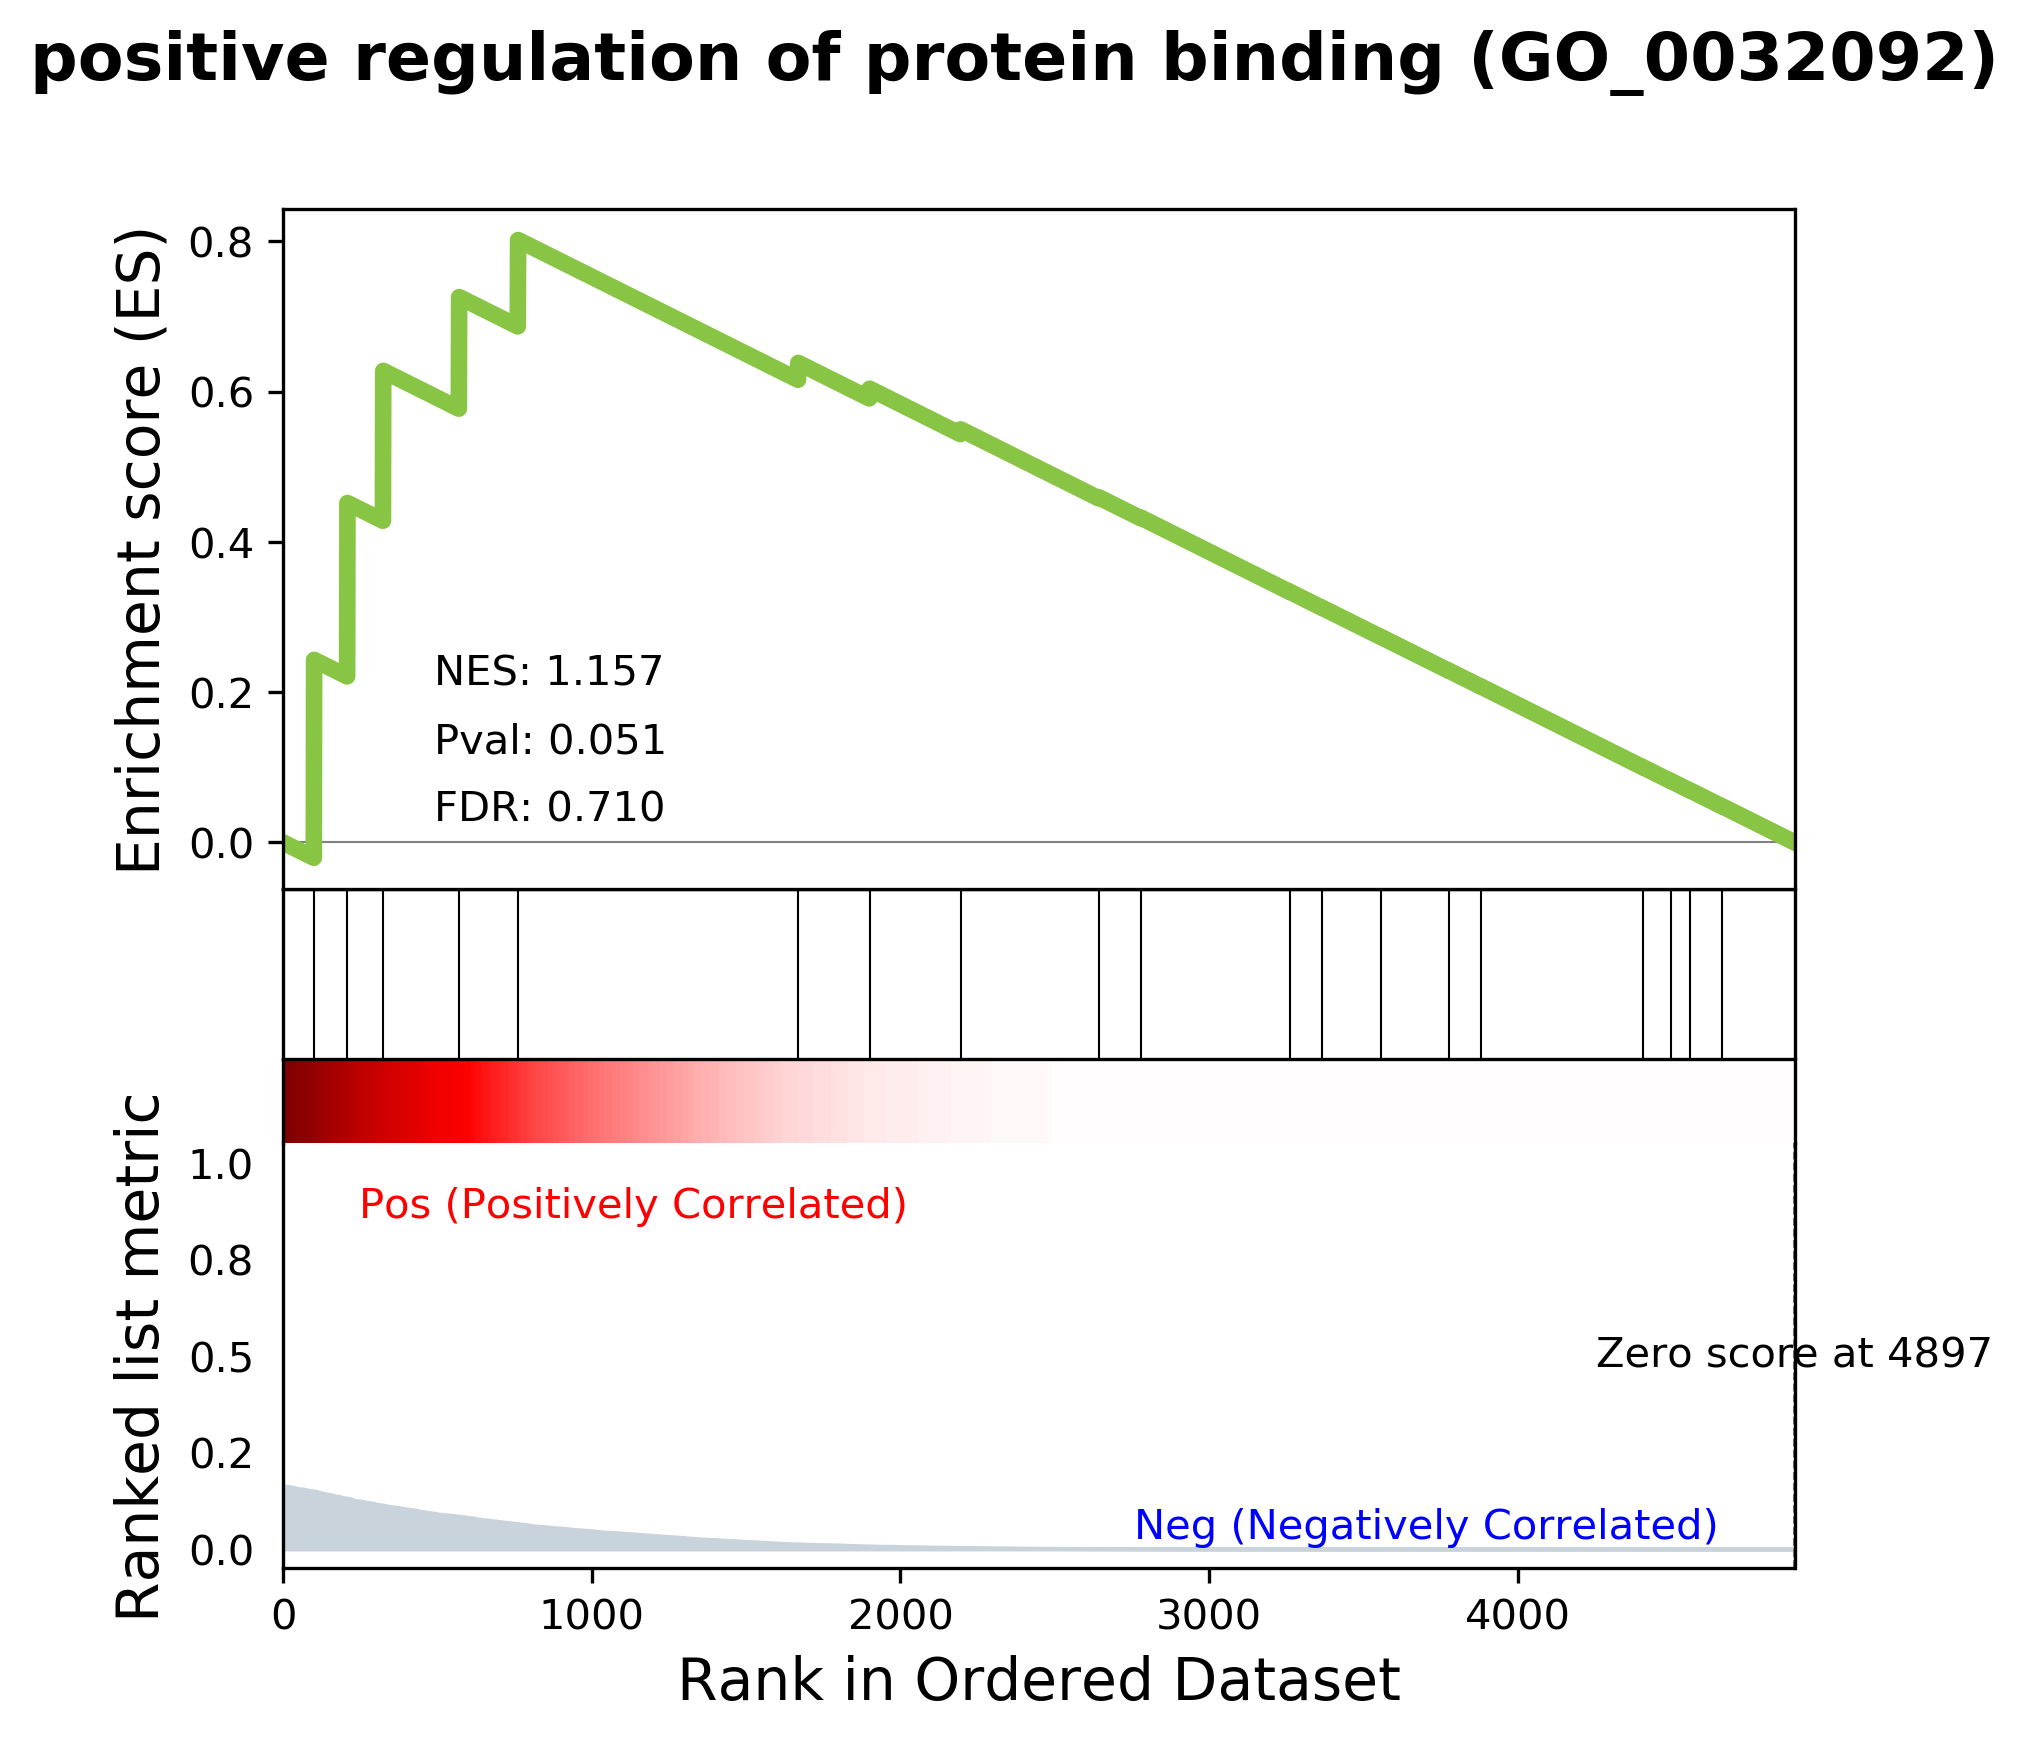 positive regulation of protein binding (GO_0032092)
Enrichment score (ES)
0.8
0.6
0.4
0.2
0.0
NES: 1.157
Pval: 0.051
FDR: 0.710
Ranked list metric
1.0
0.8
0.5
0.2
0.0
Pos (Positively Correlated)
Zero score at 4897
Neg (Negatively Correlated)
0 1000 2000 3000 4000
Rank in Ordered Dataset